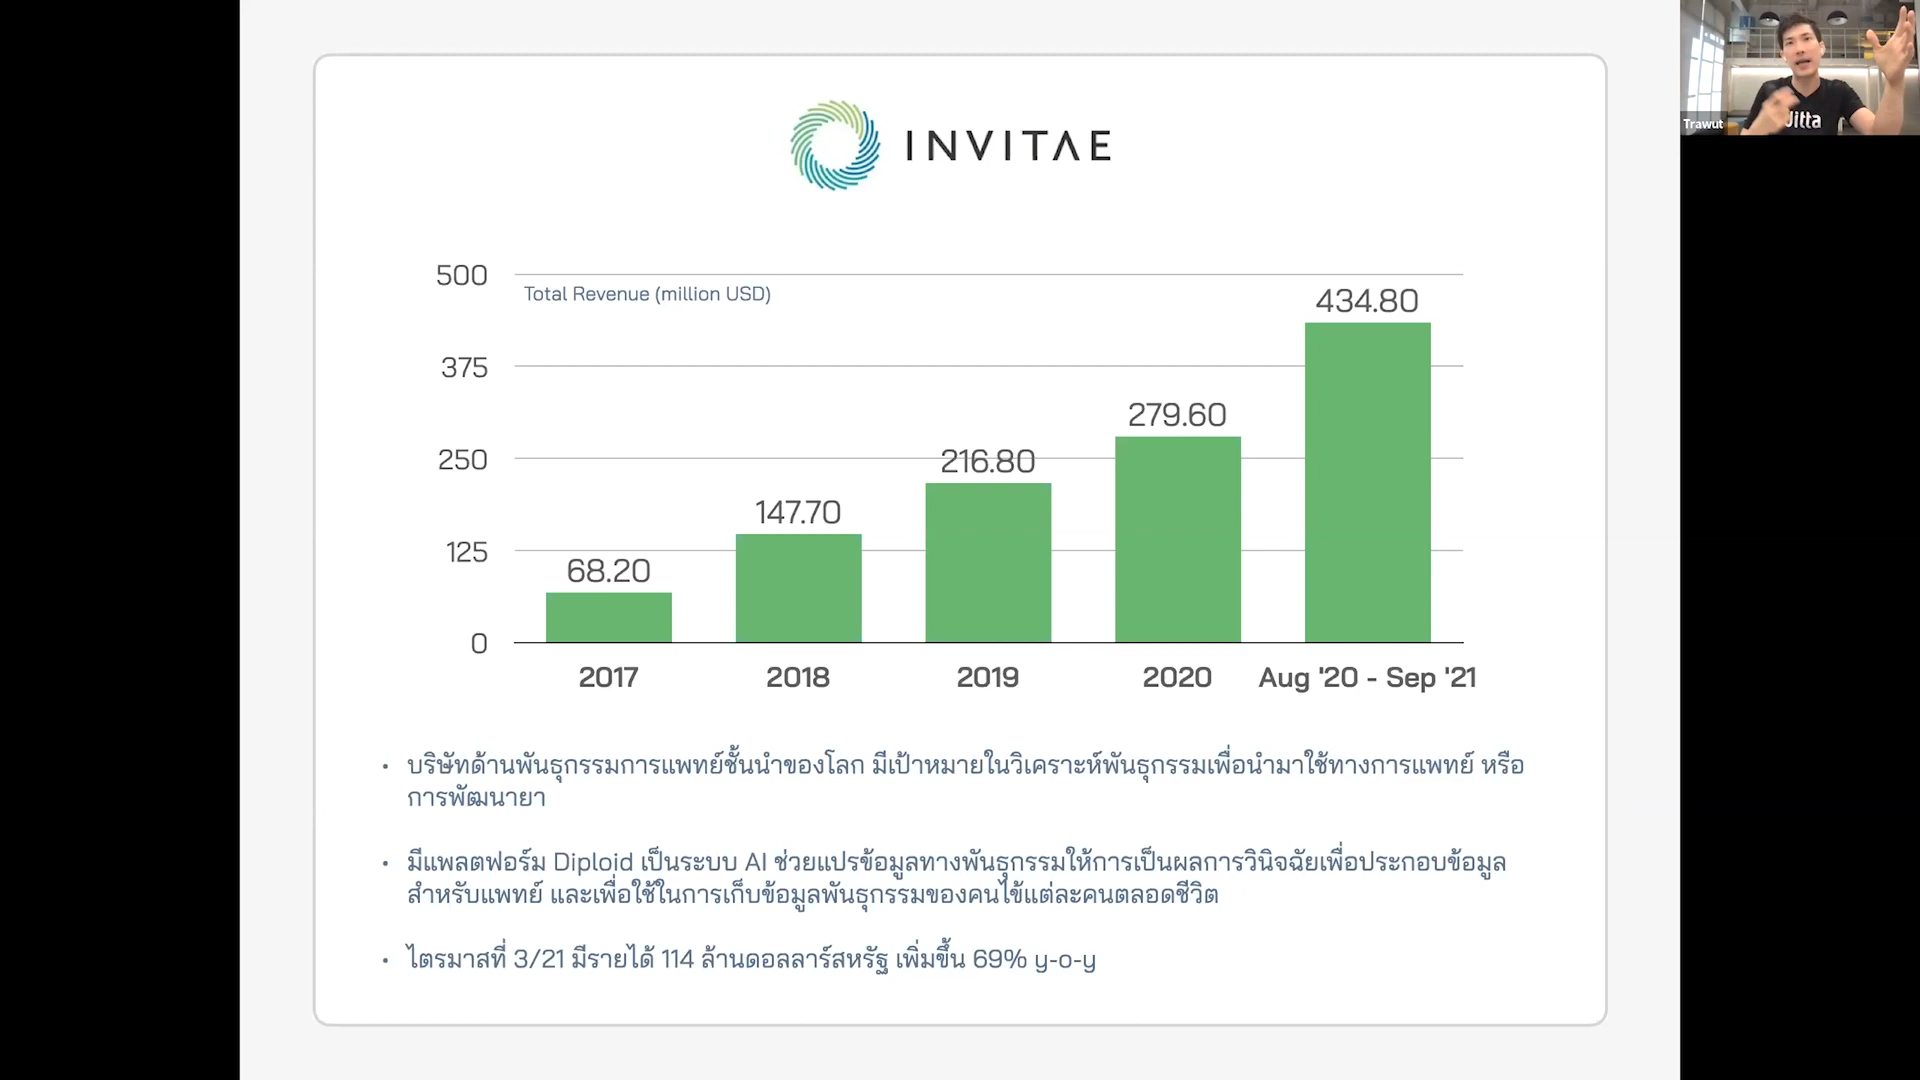 INVITAE
500
Total Revenue (million USD)
434.80
375
279.60
250
216.80
147.70
125
68.20
0
2017
2018
2019
2020
Aug '20 - Sep '21
• บริษัทด้านพันธุกรรมการแพทย์ชั้นนำของโลก มีเป้าหมายในวิเคราะห์พันธุกรรมเพื่อนำมาใช้ทางการแพทย์ หรือ
การพัฒนายา
• มีแพลตฟอร์ม Diploid เป็นระบบ AI ช่วยแปรข้อมูลทางพันธุกรรมให้การเป็นผลการวินิจฉัยเพื่อประกอบข้อมูล
สำหรับแพทย์ และเพื่อใช้ในการเก็บข้อมูลพันธุกรรมของคนไข้แต่ละคนตลอดชีวิต
• ไตรมาสที่ 3/21 มีรายได้ 114 ล้านดอลลาร์สหรัฐ เพิ่มขึ้น 69% y-o-y
Trawut